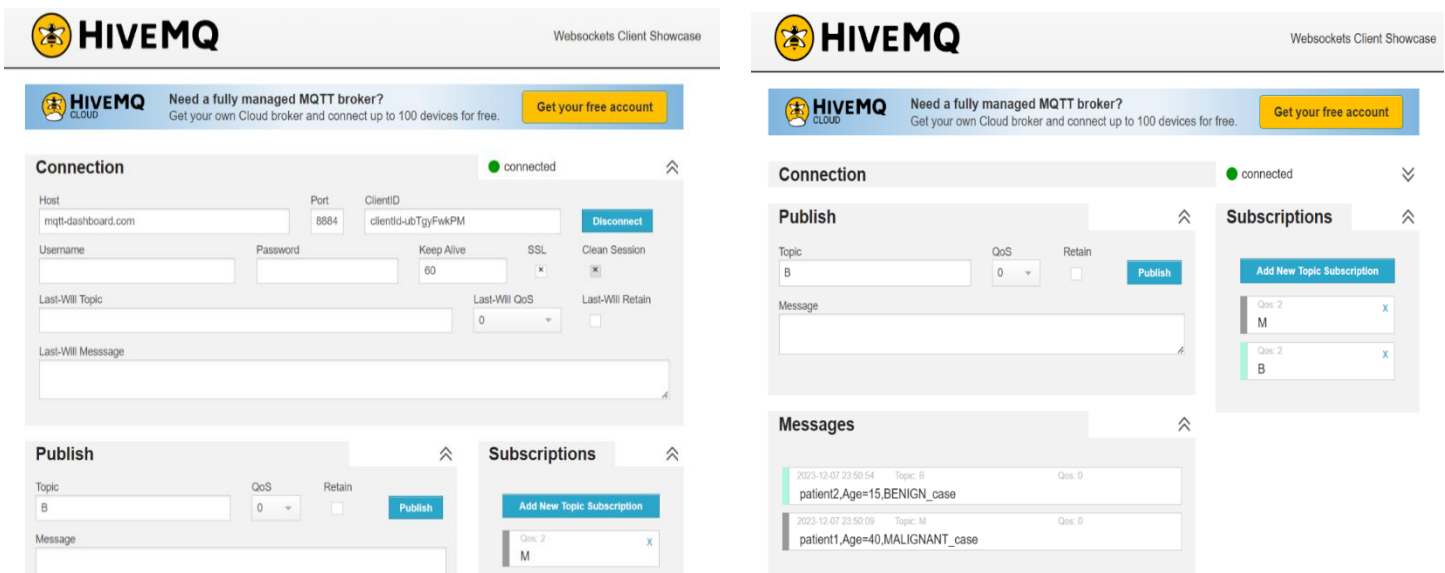 HIVEMQ
Websockets Client Showcase
HIVEMQ CLOUD
Need a fully managed MQTT broker?
Get your own Cloud broker and connect up to 100 devices for free.
Get your free account
Connection
connected
Host Port ClientID
mqtt-dashboard.com 8884 clientId-ubTgyFwkPM Disconnect
Username Password Keep Alive SSL Clean Session
60 x x
Last-Will Topic Last-Will QoS Last-Will Retain
0
Last-Will Messsage
Publish
Topic QoS Retain
B 0 Publish
Message
Subscriptions
Add New Topic Subscription
Qos: 2 x
M
HIVEMQ
Websockets Client Showcase
HIVEMQ CLOUD
Need a fully managed MQTT broker?
Get your own Cloud broker and connect up to 100 devices for free.
Get your free account
Connection
connected
Publish
Topic QoS Retain
B 0 Publish
Message
Subscriptions
Add New Topic Subscription
Qos: 2 x
M
Qos: 2 x
B
Messages
2023-12-07 23:50:54 Topic: B Qos: 0
patient2,Age=15,BENIGN_case
2023-12-07 23:50:09 Topic: M Qos: 0
patient1,Age=40,MALIGNANT_case